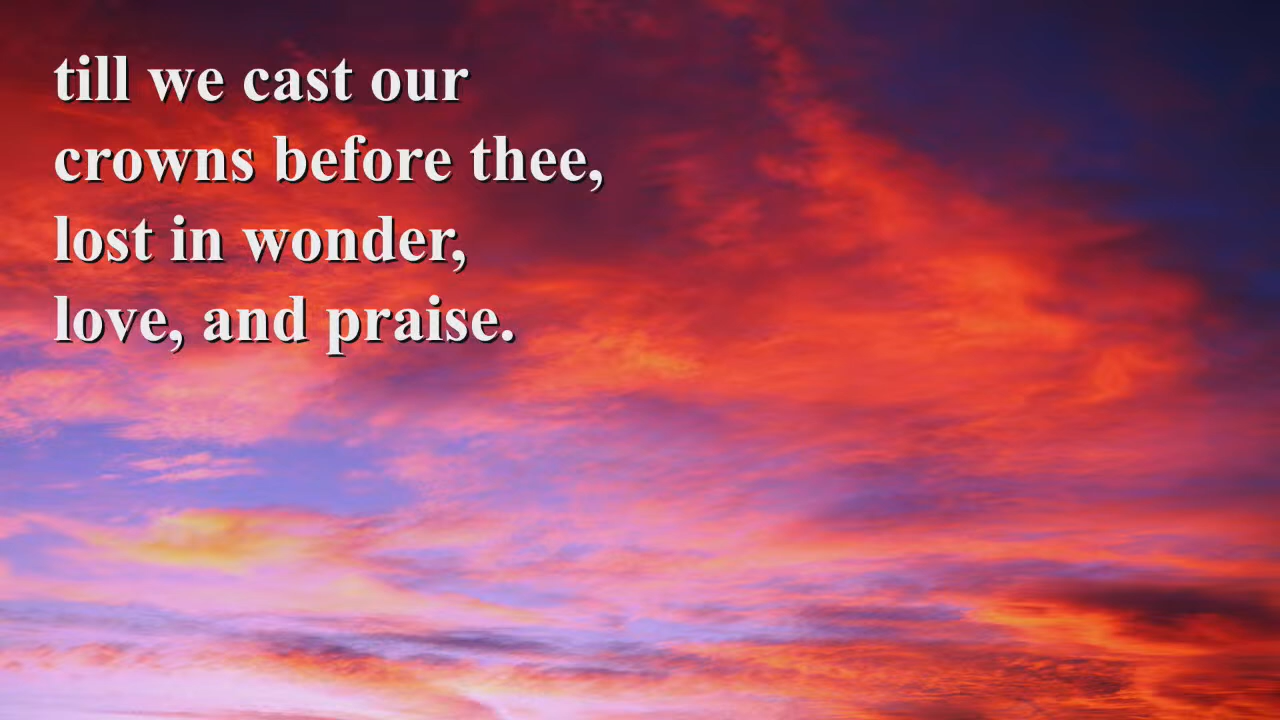 till we cast our
crowns before thee,
lost in wonder,
love, and praise.